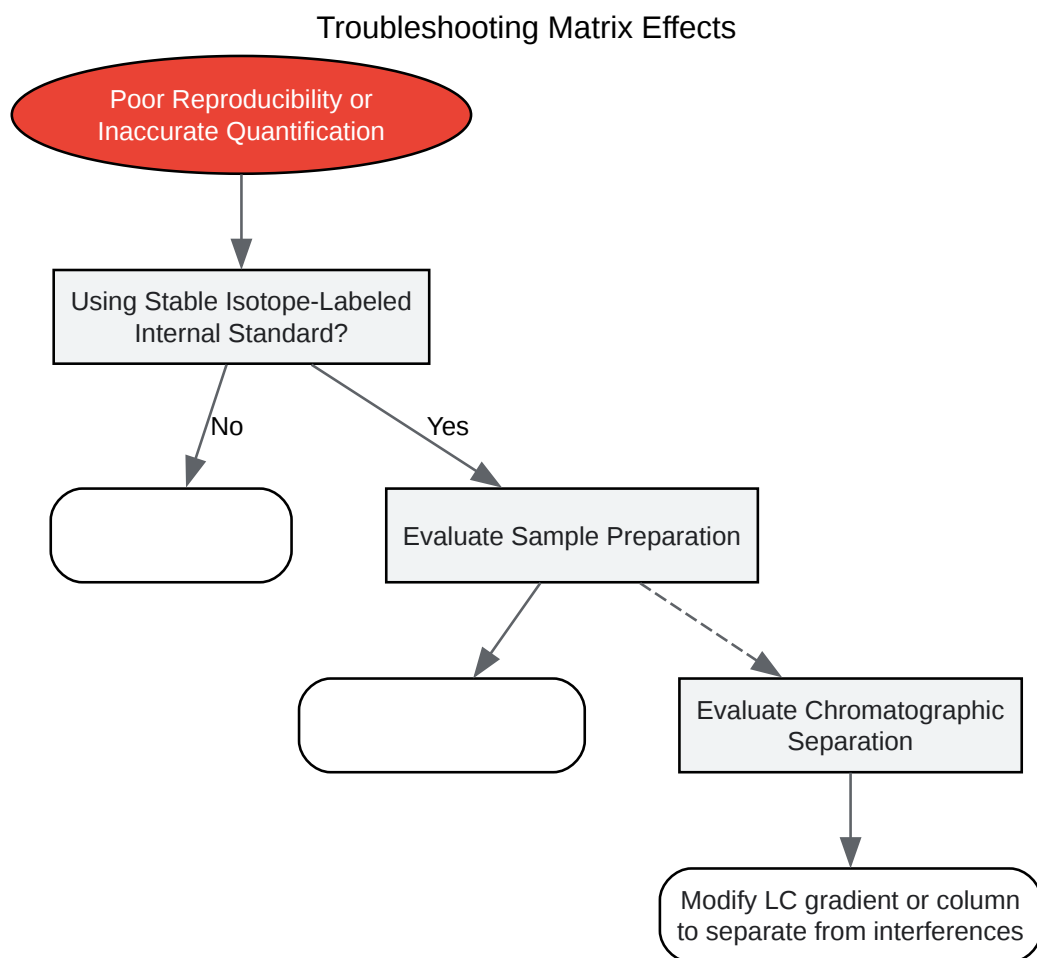 Troubleshooting Matrix Effects
Poor Reproducibility or
Inaccurate Quantification
Using Stable Isotope-Labeled
Internal Standard?
No
Yes
Evaluate Sample Preparation
Evaluate Chromatographic
Separation
Modify LC gradient or column
to separate from interferences